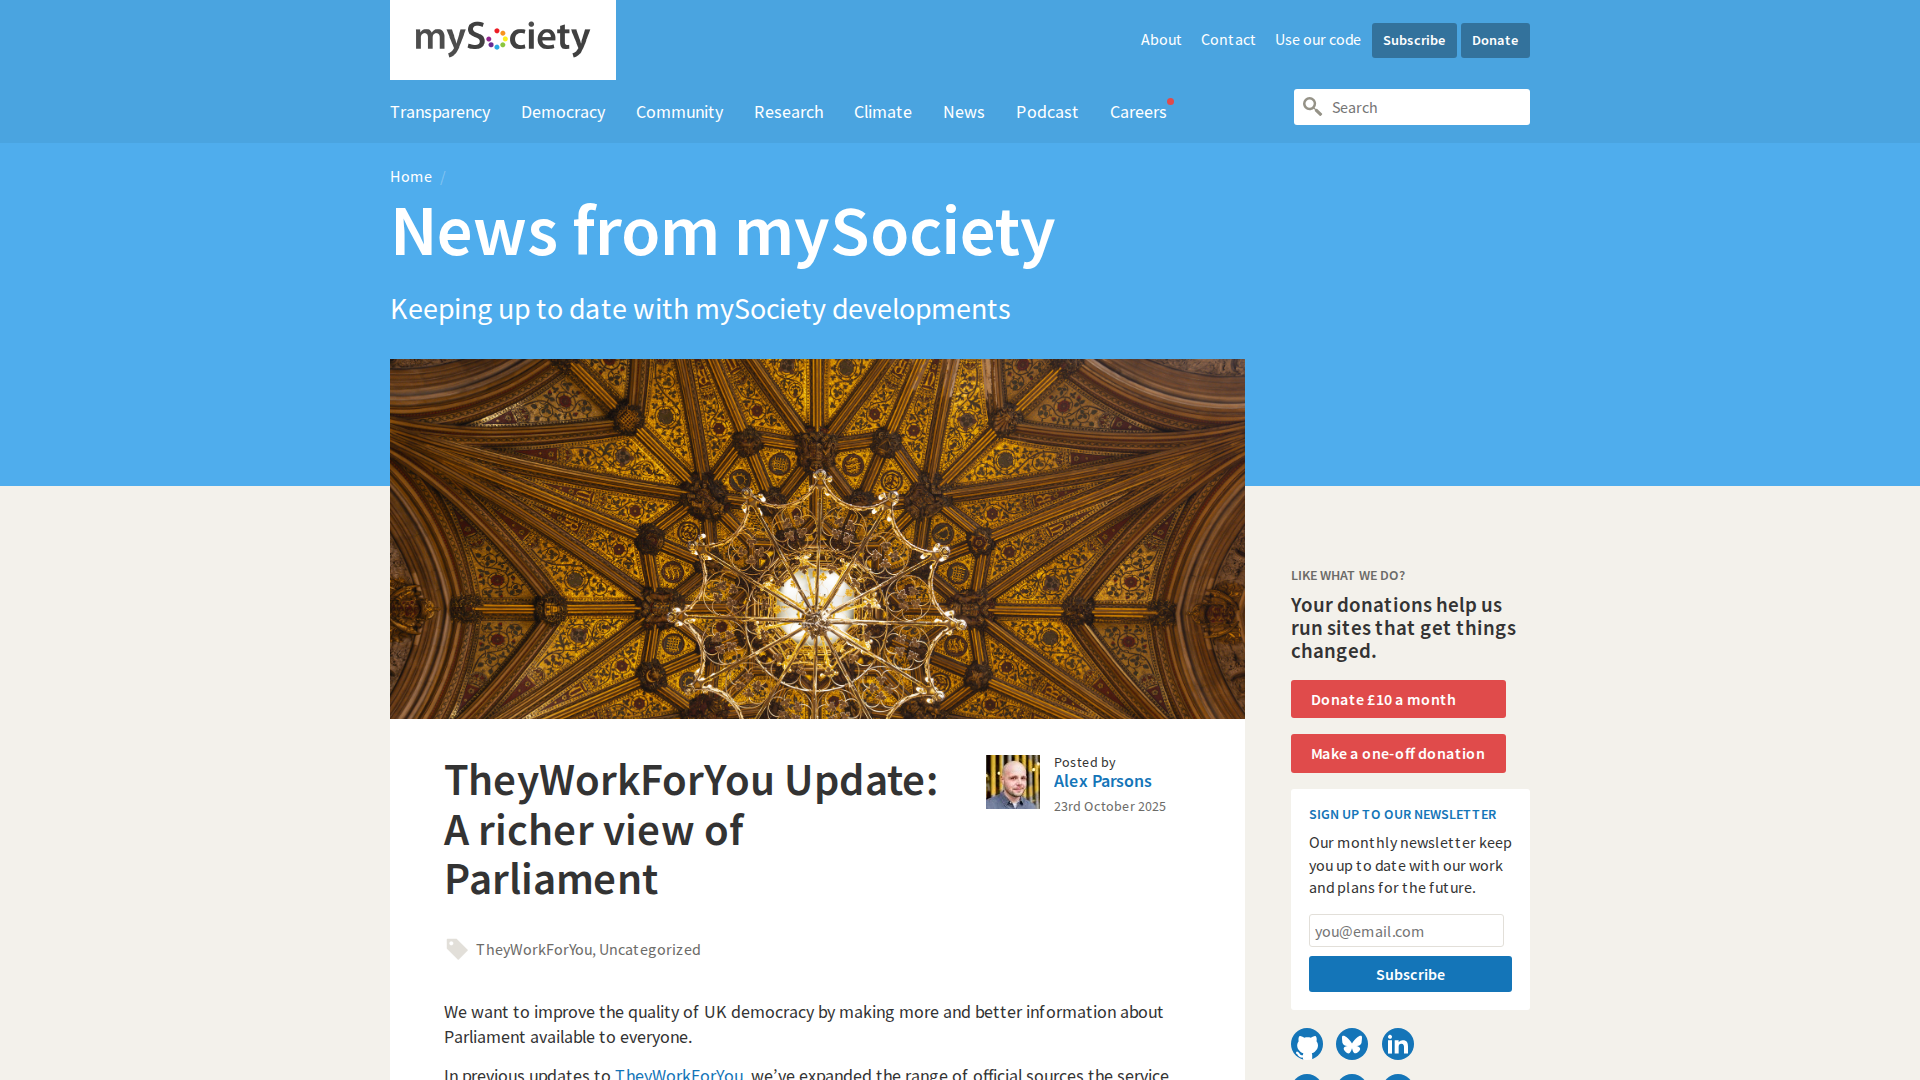 mySociety
About
Contact
Use our code
Subscribe
Donate
Transparency
Democracy
Community
Research
Climate
News
Podcast
Careers
Search
Home /
News from mySociety
Keeping up to date with mySociety developments
TheyWorkForYou Update:
A richer view of
Parliament
Posted by
Alex Parsons
23rd October 2025
TheyWorkForYou, Uncategorized
We want to improve the quality of UK democracy by making more and better information about
Parliament available to everyone.
In previous updates to TheyWorkForYou, we’ve expanded the range of official sources the service
LIKE WHAT WE DO?
Your donations help us
run sites that get things
changed.
Donate £10 a month
Make a one-off donation
SIGN UP TO OUR NEWSLETTER
Our monthly newsletter keep
you up to date with our work
and plans for the future.
you@email.com
Subscribe